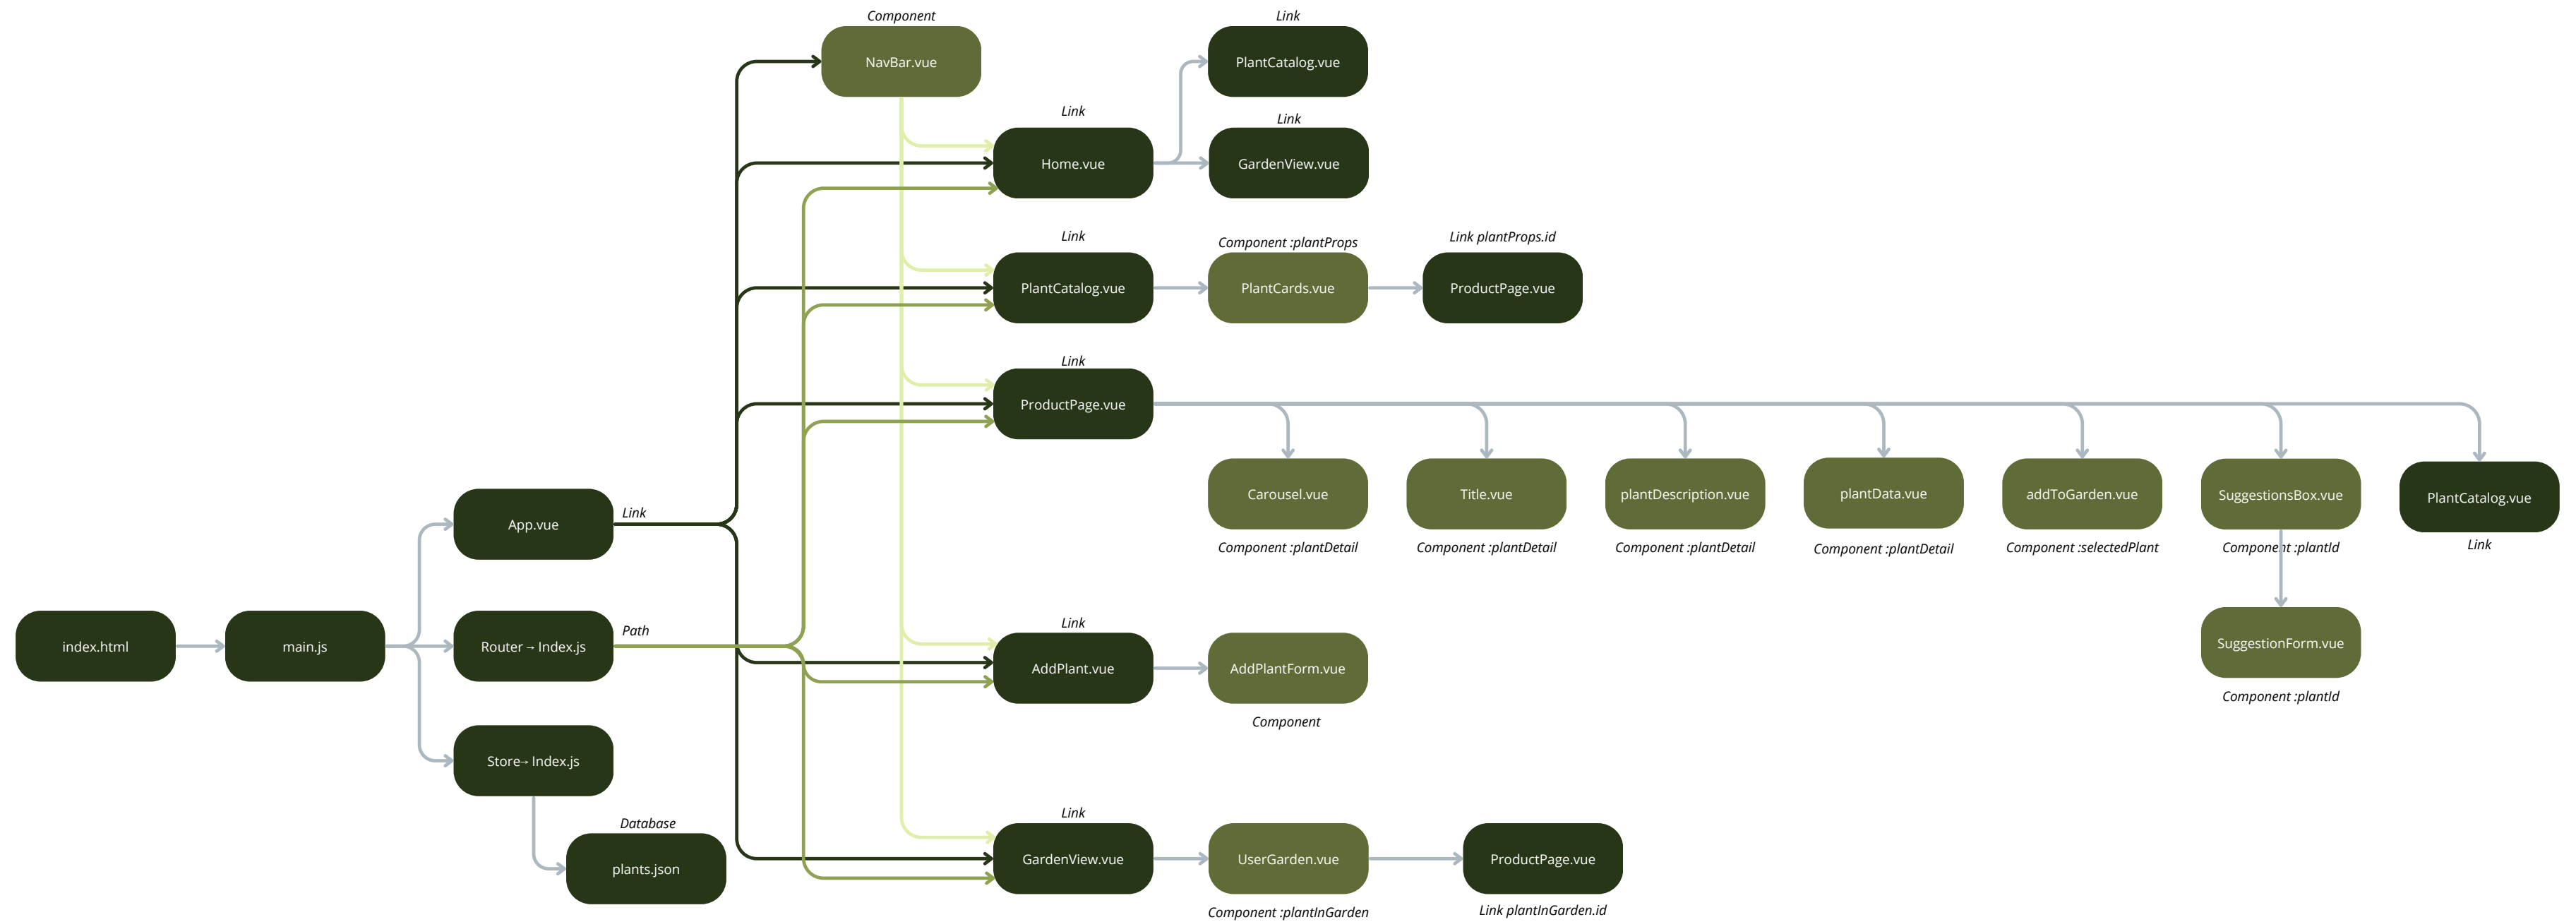 Component
NavBar.vue
Link
PlantCatalog.vue
Link
Home.vue
Link
GardenView.vue
Link
PlantCatalog.vue
Component :plantProps
PlantCards.vue
Link plantProps.id
ProductPage.vue
Link
ProductPage.vue
Carousel.vue
Component :plantDetail
Title.vue
Component :plantDetail
plantDescription.vue
Component :plantDetail
plantData.vue
Component :plantDetail
addToGarden.vue
Component :selectedPlant
SuggestionsBox.vue
Component :plantId
PlantCatalog.vue
Link
SuggestionForm.vue
Component :plantId
App.vue
Link
index.html
main.js
Router → Index.js
Path
Store→ Index.js
Database
plants.json
Link
AddPlant.vue
AddPlantForm.vue
Component
Link
GardenView.vue
UserGarden.vue
Component :plantInGarden
ProductPage.vue
Link plantInGarden.id